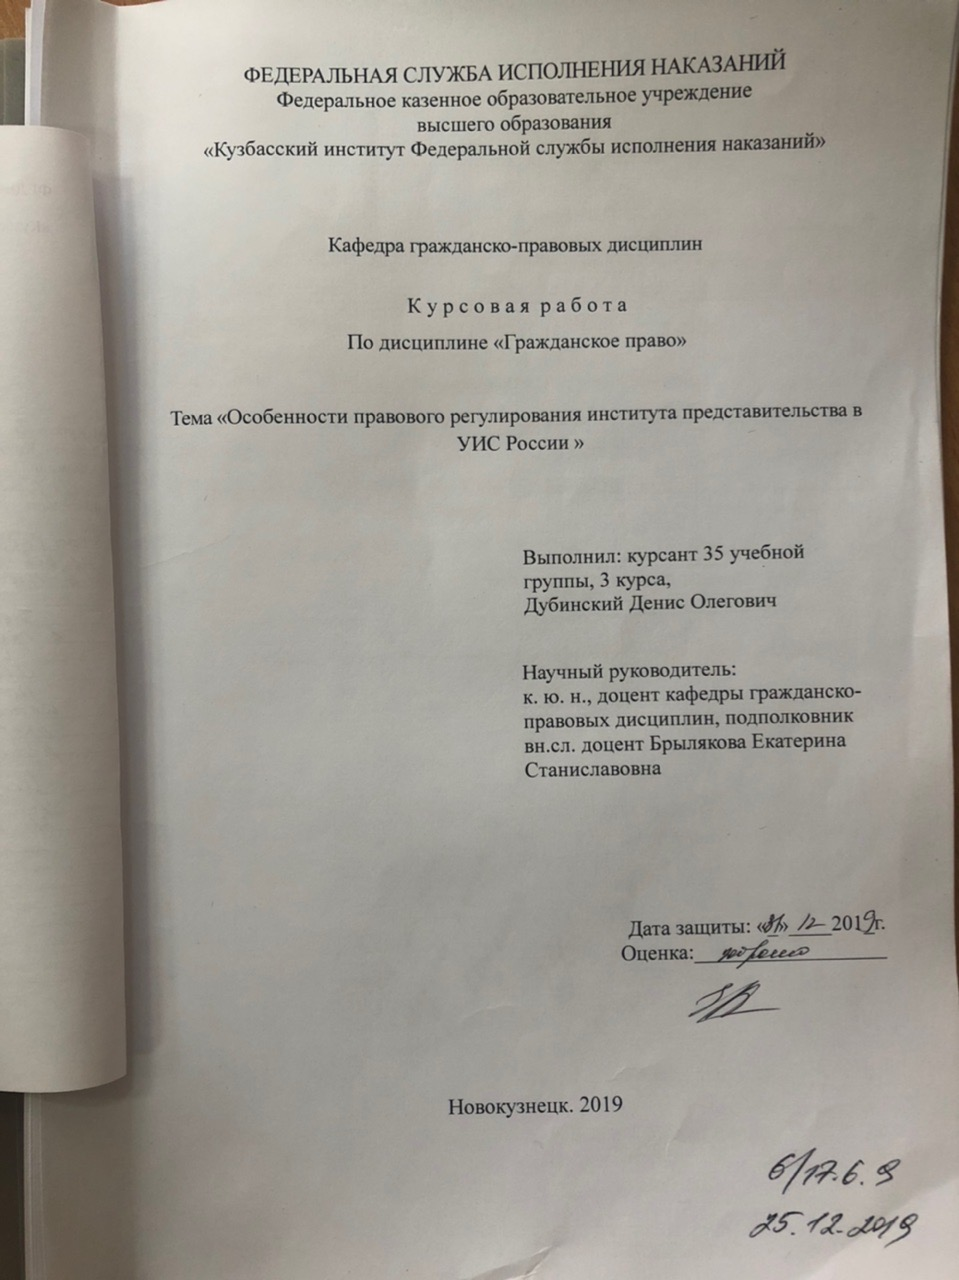 ФЕДЕРАЛЬНАЯ СЛУЖБА ИСПОЛНЕНИЯ НАКАЗАНИЙ
Федеральное казенное образовательное учреждение
высшего образования
«Кузбасский институт Федеральной службы исполнения наказаний»
Кафедра гражданско-правовых дисциплин
К у р с о в а я р а б о т а
По дисциплине «Гражданское право»
Тема «Особенности правового регулирования института представительства в
УИС России »
Выполнил: курсант 35 учебной
группы, 3 курса,
Дубинский Денис Олегович
Научный руководитель:
к. ю. н., доцент кафедры гражданско-
правовых дисциплин, подполковник
вн.сл. доцент Брылякова Екатерина
Станиславовна
Дата защиты: « » 12 2019г.
Оценка:
Новокузнецк. 2019
25.12.2019